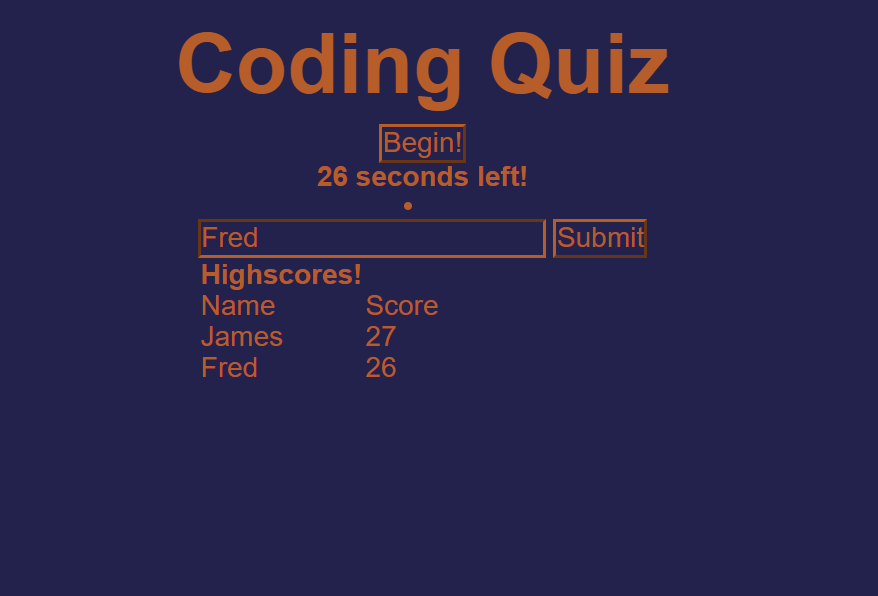 Coding Quiz
Begin!
26 seconds left!
Fred Submit
Highscores!
Name Score
James 27
Fred 26